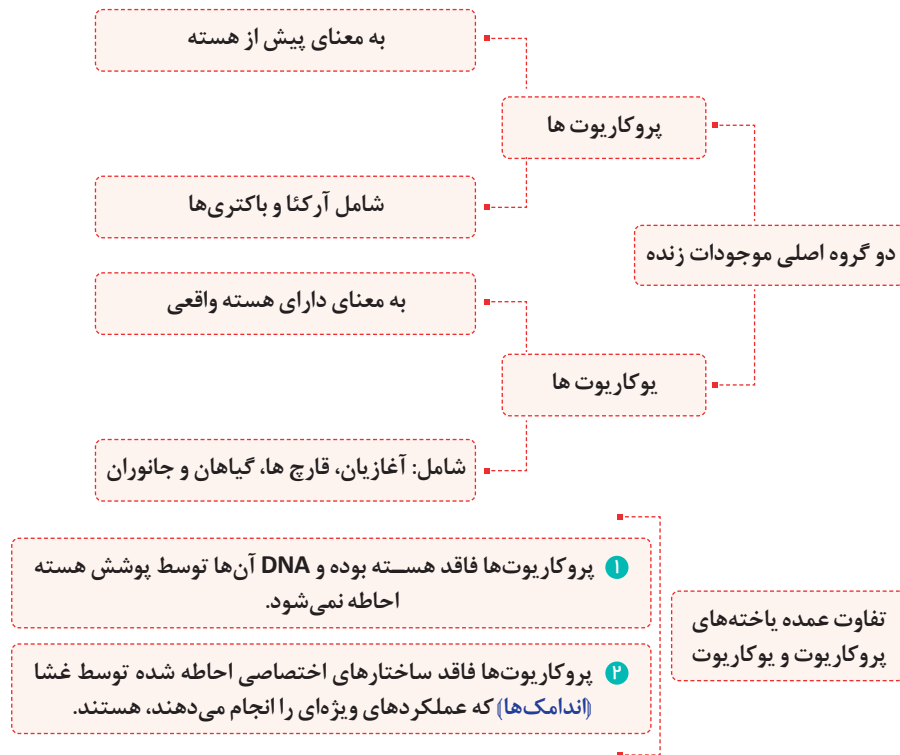 دو گروه اصلی موجودات زنده
پروکاریوت ها
به معنای پیش از هسته
شامل آرکئا و باکتری‌ها
یوکاریوت ها
به معنای دارای هسته واقعی
شامل: آغازیان، قارچ ها، گیاهان و جانوران
تفاوت عمده یاخته‌های
پروکاریوت و یوکاریوت
۱ پروکاریوت‌ها فاقد هســته بوده و DNA آن‌ها توسط پوشش هسته
احاطه نمی‌شود.
۲ پروکاریوت‌ها فاقد ساختارهای اختصاصی احاطه شده توسط غشا
(اندامک‌ها) که عملکردهای ویژه‌ای را انجام می‌دهند، هستند.